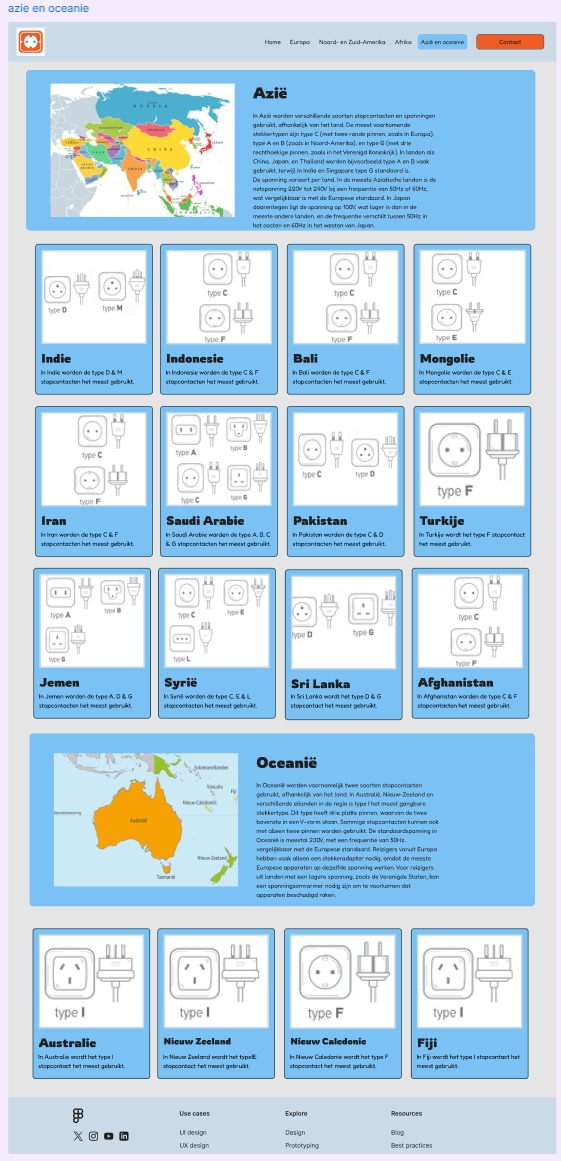 azie en oceanie
Home Europa Noord- en Zuid-Amerika Afrika Azië en oceanie Contact
Azië
In Azië worden verschillende soorten stopcontacten en spanningen
gebruikt, afhankelijk van het land. De meest voorkomende
stekkertypen zijn type C (met twee ronde pinnen, zoals in Europa),
type A en B (zoals in Noord-Amerika), en type G (met drie
rechthoekige pinnen, zoals in het Verenigd Koninkrijk). In landen als
China, Japan, en Thailand worden bijvoorbeeld type A en B vaak
gebruikt, terwijl in India en Singapore type G standaard is.
De spanning varieert per land. In de meeste Aziatische landen is de
netspanning 220V tot 240V bij een frequentie van 50Hz of 60Hz,
wat vergelijkbaar is met de Europese standaard. In Japan
daarentegen ligt de spanning op 100V, wat lager is dan in de
meeste andere landen, en de frequentie verschilt tussen 50Hz in
het oosten en 60Hz in het westen van Japan.
RUSSIA
KAZAKHSTAN
MONGOLIA
CHINA
IRAN
INDIA
JAPAN
INDONESIA
type D
type M
Indie
In Indie worden de type D & M
stopcontacten het meest gebruikt.
type C
type F
Indonesie
In Indonesie worden de type C & F
stopcontacten het meest gebruikt.
type C
type F
Bali
In Bali worden de type C & F
stopcontacten het meest gebruikt.
type C
type E
Mongolie
In Mongolie worden de type C & E
stopcontacten het meest gebruikt.
type C
type F
Iran
In Iran worden de type C & F
stopcontacten het meest gebruikt.
type A
type B
type C
type G
Saudi Arabie
In Saudi Arabie warden de type A, B, C
& G stopcontacten het meest gebruikt.
type C
type D
Pakistan
In Pakistan worden de type C & D
stopcontacten het meest gebruikt.
type F
Turkije
In Turkije wordt het type F stopcontact
het meest gebruikt.
type A
type B
type G
Jemen
In Jemen worden de type A, D & G
stopcontacten het meest gebruikt.
type C
type E
type L
Syrië
In Syrië worden de type C, E & L
stopcontacten het meest gebruikt.
type D
type G
Sri Lanka
In Sri Lanka wordt het type D & G
stopcontacten het meest gebruikt.
type C
type F
Afghanistan
In Afghanistan worden de type C & F
stopcontacten het meest gebruikt.
Salomonseilanden
Vanuatu
Fiji
Nieuw-Caledonië
Australië
Nieuw-Zeeland
Tasmanië
Oceanië
In Oceanië worden voornamelijk twee soorten stopcontacten
gebruikt, afhankelijk van het land. In Australië, Nieuw-Zeeland en
verschillende eilanden in de regio is type I het meest gangbare
stekkertype. Dit type heeft drie platte pinnen, waarvan de twee
bovenste in een V-vorm staan. Sommige stopcontacten kunnen ook
met alleen twee pinnen worden gebruikt. De standaardspanning in
Oceanië is meestal 230V, met een frequentie van 50Hz,
vergelijkbaar met de Europese standaard. Reizigers vanuit Europa
hebben vaak alleen een stekkeradapter nodig, omdat de meeste
Europese apparaten op dezelfde spanning werken. Voor reizigers
uit landen met een lagere spanning, zoals de Verenigde Staten, kan
een spanningsomvormer nodig zijn om te voorkomen dat
apparaten beschadigd raken.
type I
Australie
In Australie wordt het type I
stopcontact het meest gebruikt.
type I
Nieuw Zeeland
In Nieuw Zeeland wordt het typeIE
stopcontact het meest gebruikt.
type F
Nieuw Caledonie
In Nieuw Caledonie wordt het type F
stopcontact het meest gebruikt.
type I
Fiji
In Fiji wordt het type I stopcontact het
meest gebruikt.
Use cases Explore Resources
UI design Design Blog
UX design Prototyping Best practices